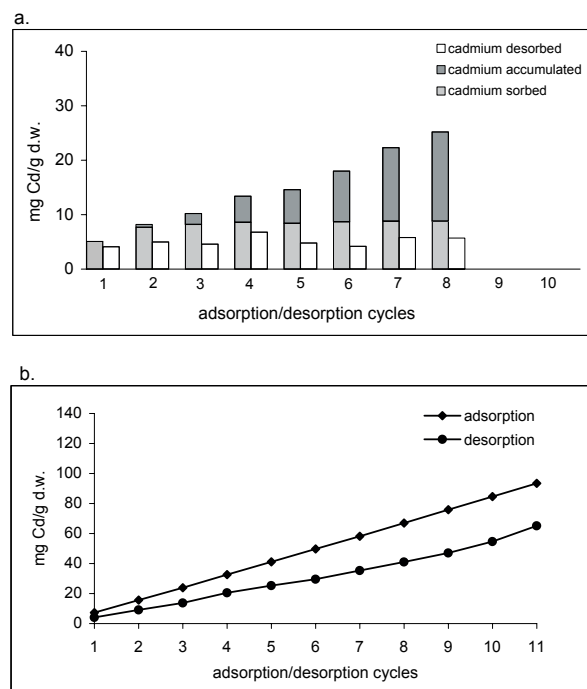 a.
40
30
20
10
0
mg Cd/g d.w.
cadmium desorbed
cadmium accumulated
cadmium sorbed
1 2 3 4 5 6 7 8 9 10
adsorption/desorption cycles
b.
140
120
100
80
60
40
20
0
mg Cd/g d.w.
adsorption
desorption
1 2 3 4 5 6 7 8 9 10 11
adsorption/desorption cycles